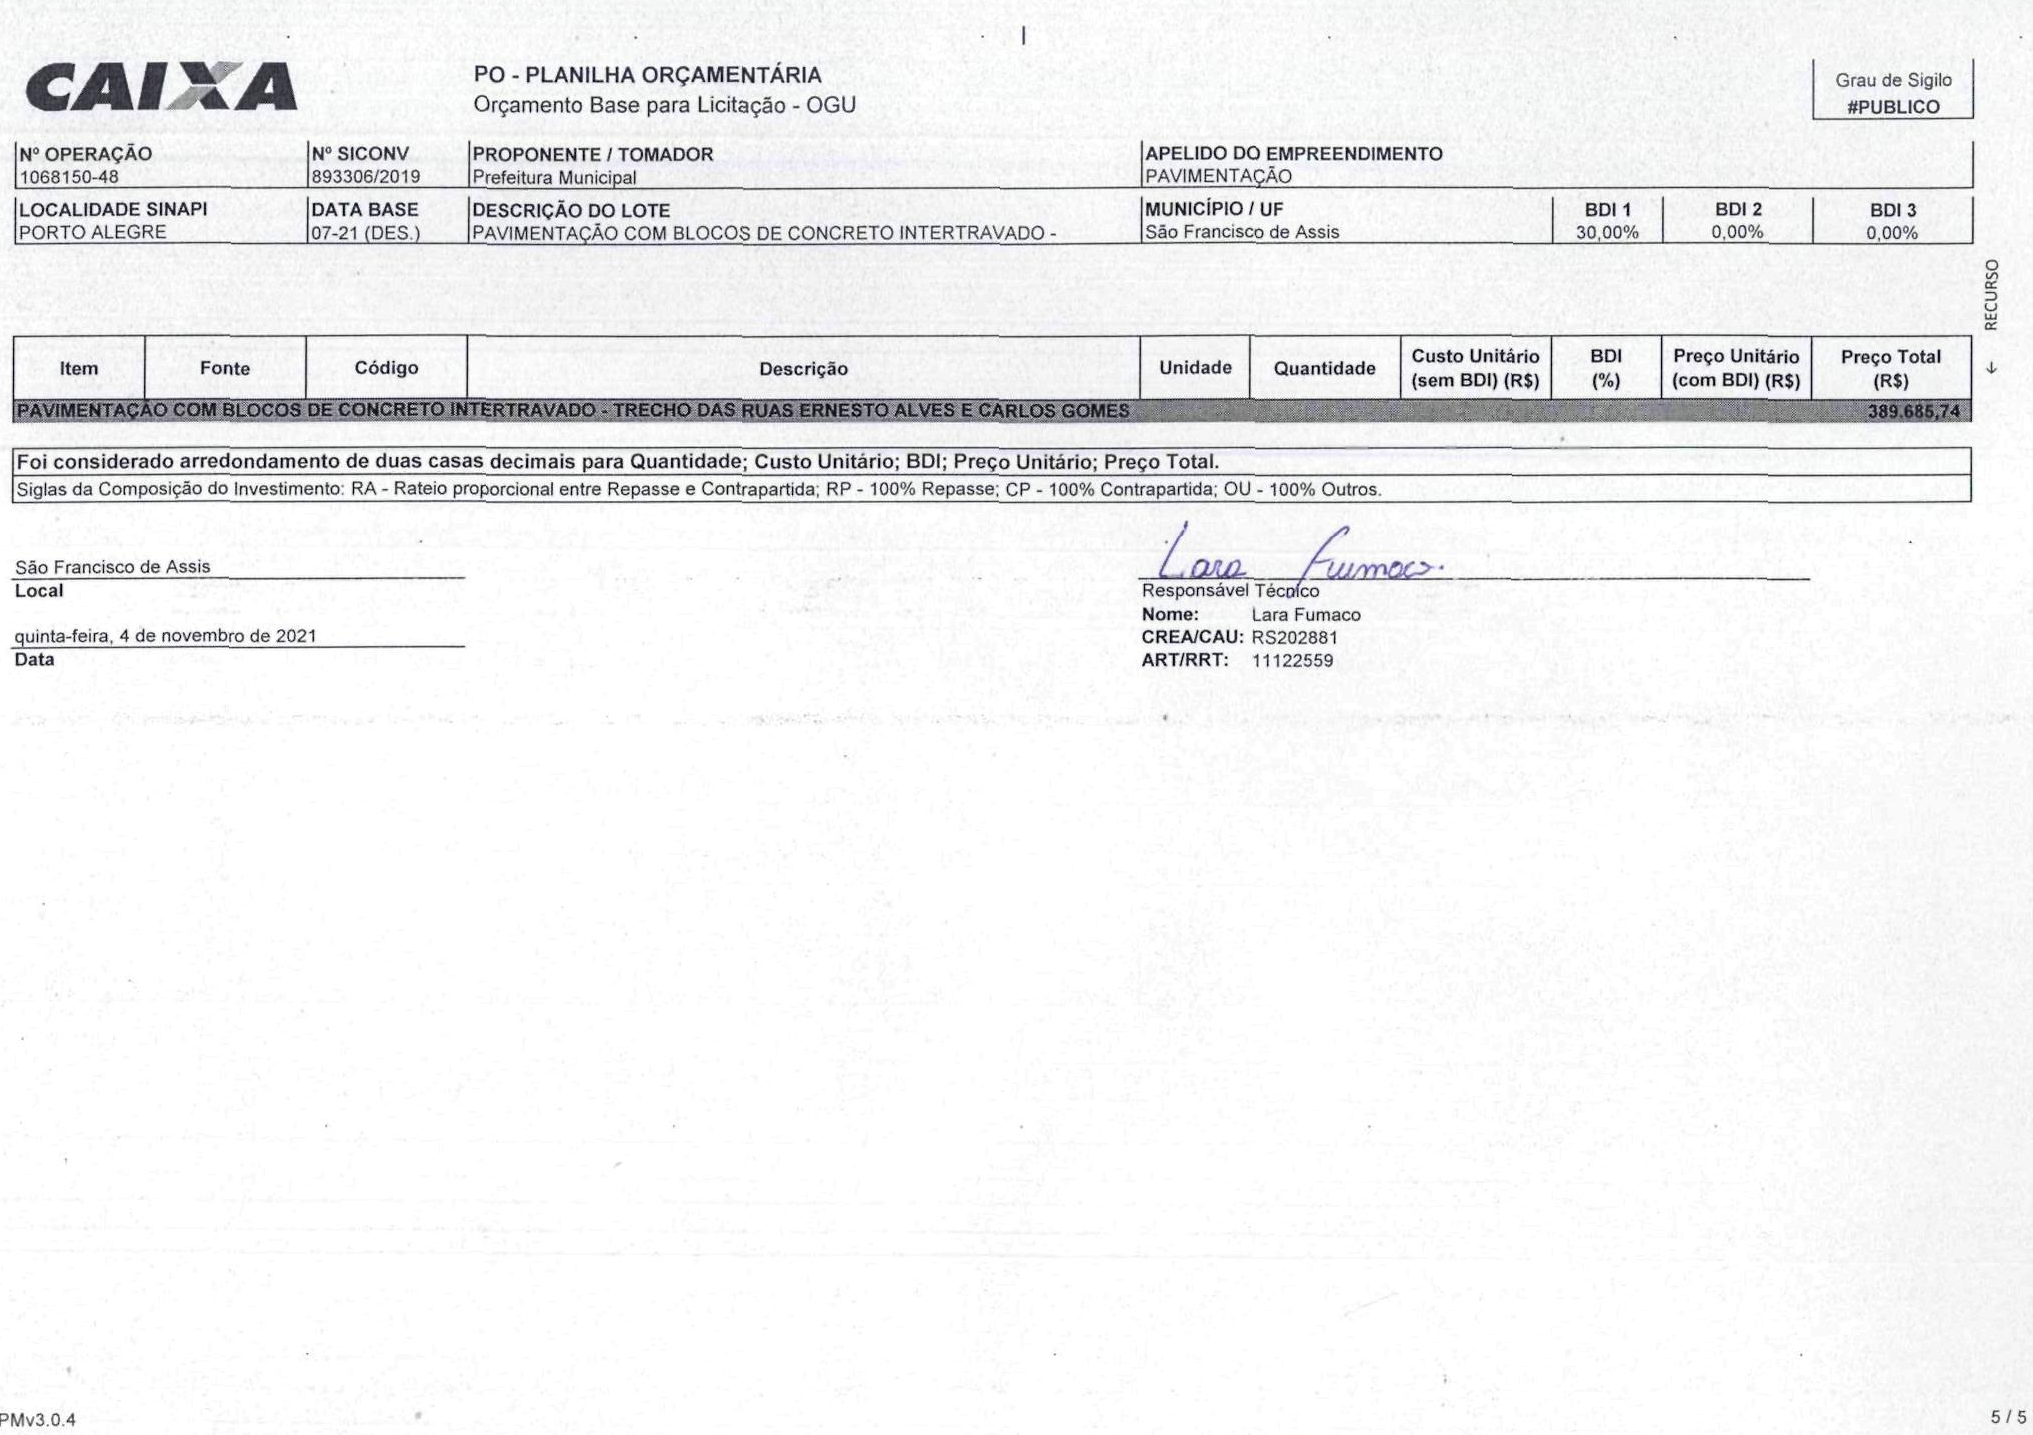 CAIXA
PO - PLANILHA ORÇAMENTÁRIA
Orçamento Base para Licitação - OGU
Grau de Sigilo
#PUBLICO
Nº OPERAÇÃO
1068150-48
Nº SICONV
893306/2019
PROPONENTE / TOMADOR
Prefeitura Municipal
APELIDO DO EMPREENDIMENTO
PAVIMENTAÇÃO
LOCALIDADE SINAPI
PORTO ALEGRE
DATA BASE
07-21 (DES.)
DESCRIÇÃO DO LOTE
PAVIMENTAÇÃO COM BLOCOS DE CONCRETO INTERTRAVADO -
MUNICÍPIO / UF
São Francisco de Assis
BDI 1
30,00%
BDI 2
0,00%
BDI 3
0,00%
← RECURSO
Item Fonte Código Descrição Unidade Quantidade Custo Unitário (sem BDI) (R$) BDI (%) Preço Unitário (com BDI) (R$) Preço Total (R$)
PAVIMENTAÇÃO COM BLOCOS DE CONCRETO INTERTRAVADO - TRECHO DAS RUAS ERNESTO ALVES E CARLOS GOMES 389.685,74
Foi considerado arredondamento de duas casas decimais para Quantidade; Custo Unitário; BDI; Preço Unitário; Preço Total.
Siglas da Composição do Investimento: RA - Rateio proporcional entre Repasse e Contrapartida; RP - 100% Repasse; CP - 100% Contrapartida; OU - 100% Outros.
São Francisco de Assis
Local
quinta-feira, 4 de novembro de 2021
Data
Lara Fumaco.
Responsável Técnico
Nome: Lara Fumaco
CREA/CAU: RS202881
ART/RRT: 11122559
PMv3.0.4
5 / 5